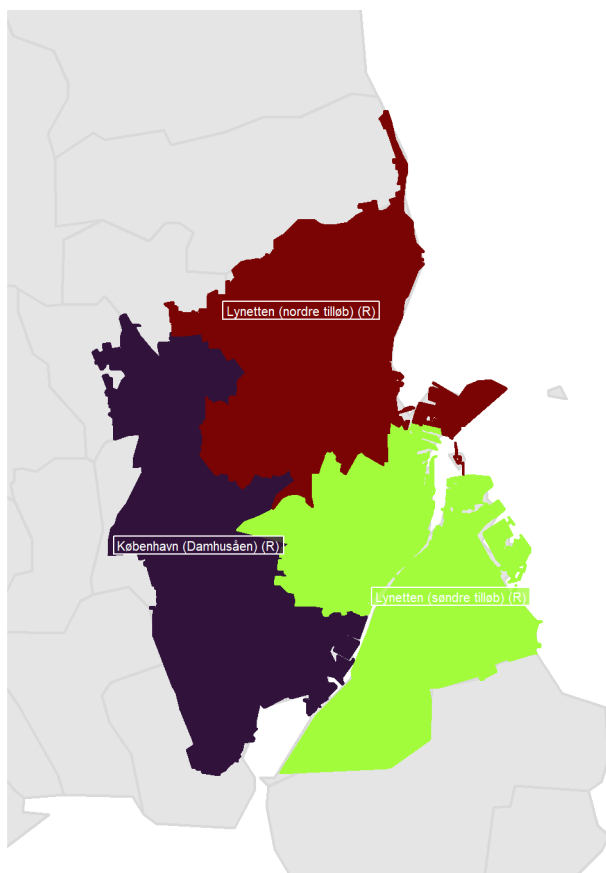 Lynetten (nordre tilløb) (R)
København (Damhusåen) (R)
Lynetten (søndre tilløb) (R)